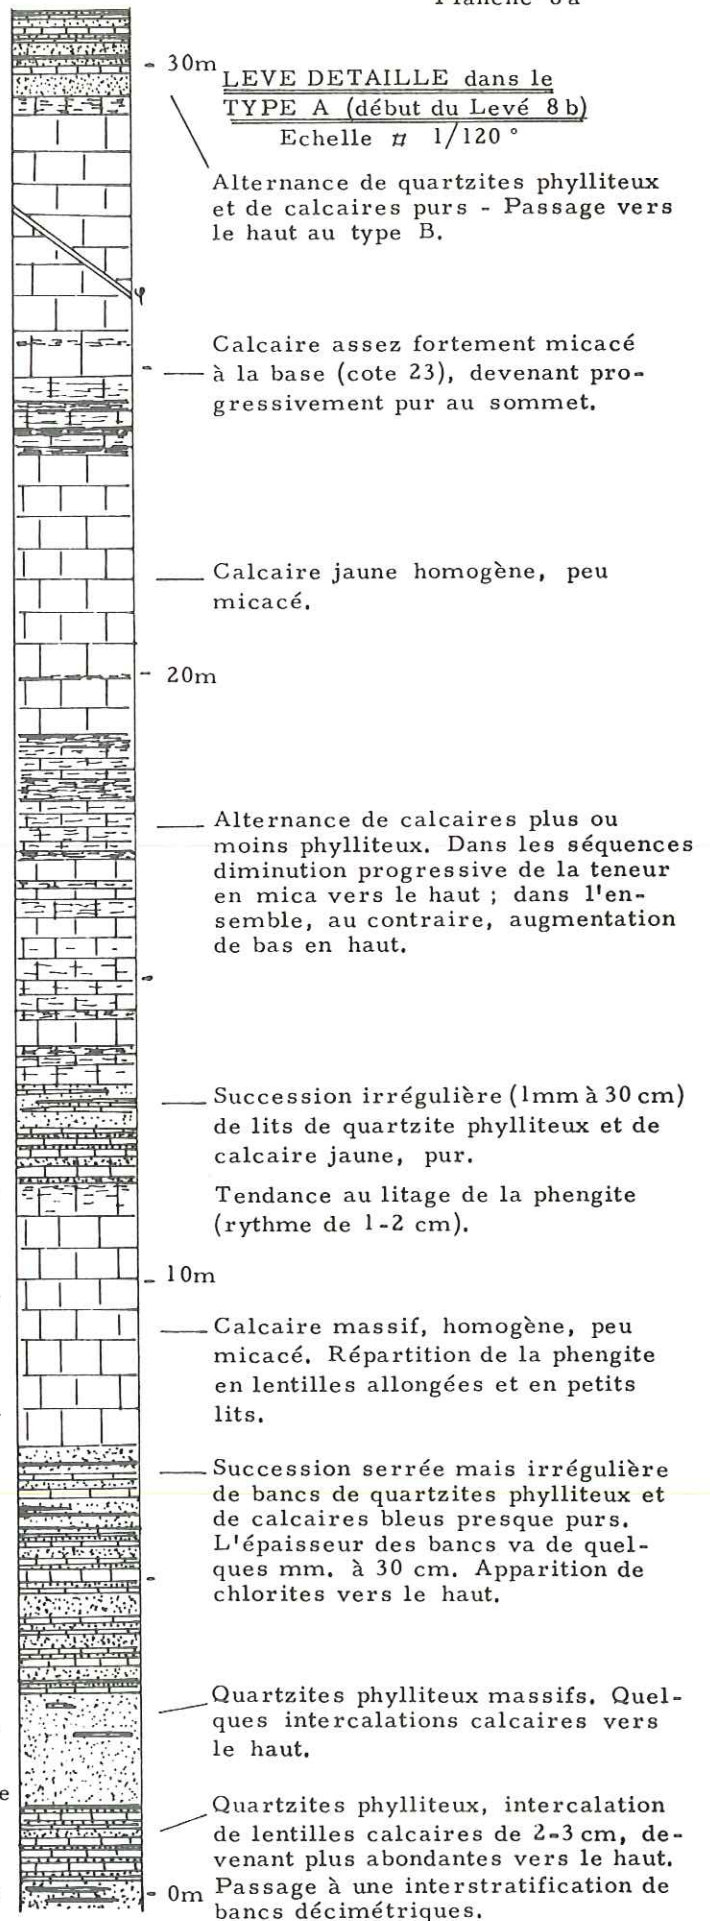 30m
LEVE DETAILLE dans le
TYPE A (début du Levé 8 b)
Echelle # 1/120 °
Alternance de quartzites phylliteux
et de calcaires purs - Passage vers
le haut au type B.
φ
Calcaire assez fortement micacé
à la base (cote 23), devenant pro-
gressivement pur au sommet.
Calcaire jaune homogène, peu
micacé.
20m
Alternance de calcaires plus ou
moins phylliteux. Dans les séquences
diminution progressive de la teneur
en mica vers le haut ; dans l'en-
semble, au contraire, augmentation
de bas en haut.
Succession irrégulière (1mm à 30 cm)
de lits de quartzite phylliteux et de
calcaire jaune, pur.
Tendance au litage de la phengite
(rythme de 1-2 cm).
10m
Calcaire massif, homogène, peu
micacé. Répartition de la phengite
en lentilles allongées et en petits
lits.
Succession serrée mais irrégulière
de bancs de quartzites phylliteux et
de calcaires bleus presque purs.
L'épaisseur des bancs va de quel-
ques mm. à 30 cm. Apparition de
chlorites vers le haut.
Quartzites phylliteux massifs. Quel-
ques intercalations calcaires vers
le haut.
Quartzites phylliteux, intercalation
de lentilles calcaires de 2-3 cm, de-
venant plus abondantes vers le haut.
0m Passage à une interstratification de
bancs décimétriques.